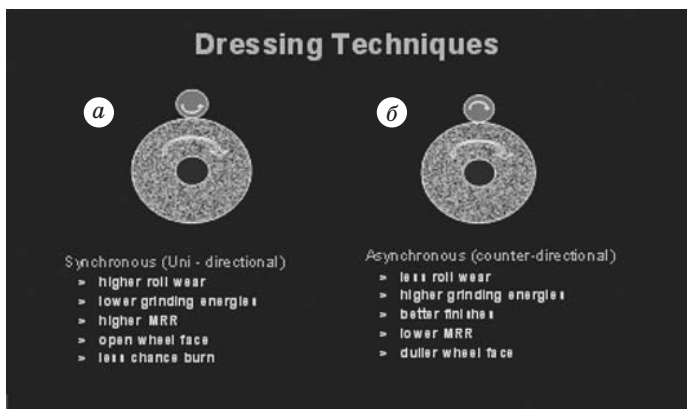 Dressing Techniques
а
б
Synchronous (Uni - directional)
» higher roll wear
» lower grinding energies
» higher MRR
» open wheel face
» less chance burn
Asynchronous (counter-directional)
» less roll wear
» higher grinding energies
» better finishes
» lower MRR
» duller wheel face